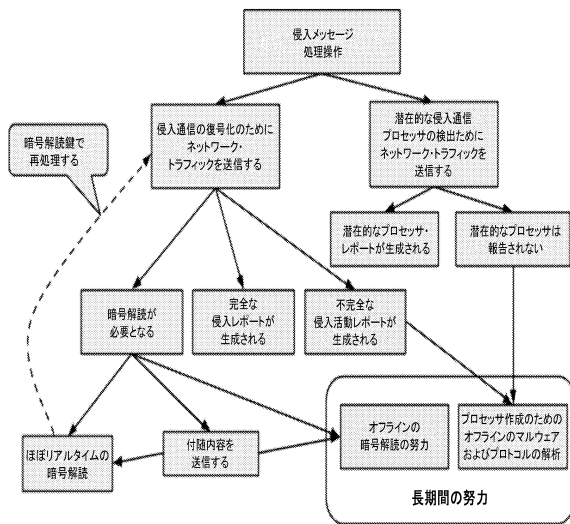 侵入メッセージ
処理操作
侵入通信の復号化のために
ネットワーク・
トラフィックを送信する
潜在的な侵入通信
プロセッサの検出ために
ネットワーク・トラフィックを
送信する
暗号解読鍵で
再処理する
潜在的なプロセッサ・
レポートが生成される
潜在的なプロセッサは
報告されない
暗号解読が
必要となる
完全な
侵入レポートが
生成される
不完全な
侵入活動レポートが
生成される
ほぼリアルタイムの
暗号解読
付随内容を
送信する
オフラインの
暗号解読の努力
プロセッサ作成のための
オフラインのマルウェア
およびプロトコルの解析
長期間の努力